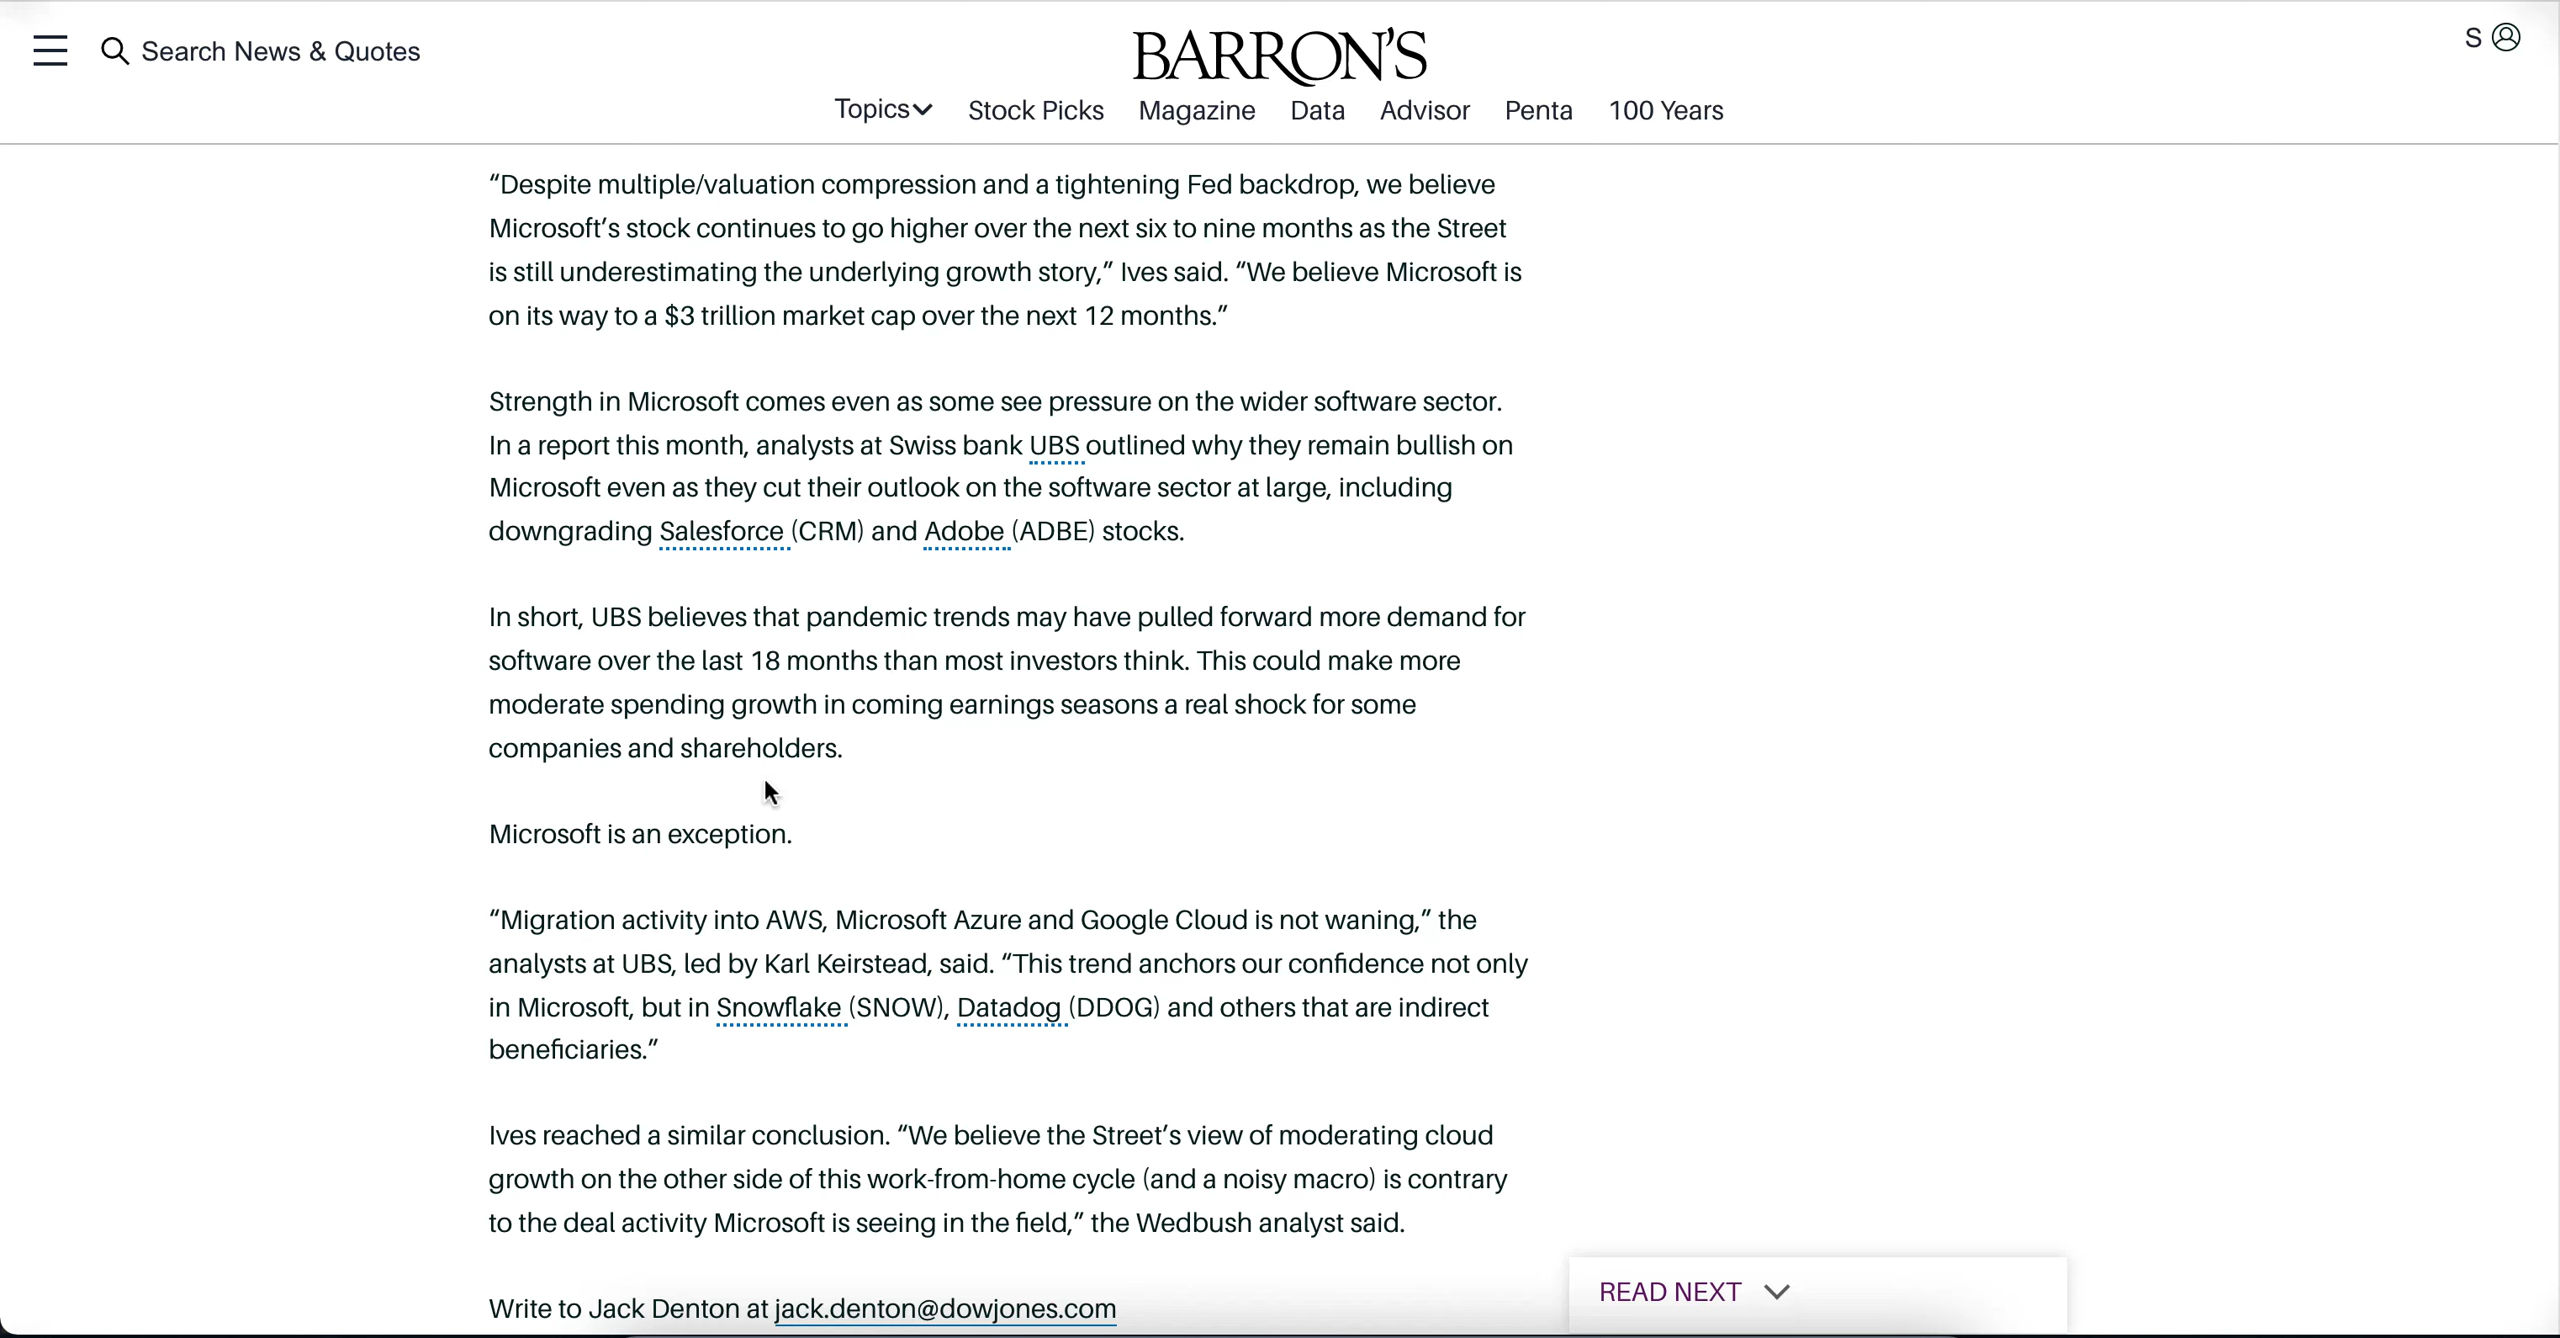 Search News & Quotes
BARRON'S
S
Topics Stock Picks Magazine Data Advisor Penta 100 Years
“Despite multiple/valuation compression and a tightening Fed backdrop, we believe
Microsoft’s stock continues to go higher over the next six to nine months as the Street
is still underestimating the underlying growth story,” Ives said. “We believe Microsoft is
on its way to a $3 trillion market cap over the next 12 months.”
Strength in Microsoft comes even as some see pressure on the wider software sector.
In a report this month, analysts at Swiss bank UBS outlined why they remain bullish on
Microsoft even as they cut their outlook on the software sector at large, including
downgrading Salesforce (CRM) and Adobe (ADBE) stocks.
In short, UBS believes that pandemic trends may have pulled forward more demand for
software over the last 18 months than most investors think. This could make more
moderate spending growth in coming earnings seasons a real shock for some
companies and shareholders.
Microsoft is an exception.
“Migration activity into AWS, Microsoft Azure and Google Cloud is not waning,” the
analysts at UBS, led by Karl Keirstead, said. “This trend anchors our confidence not only
in Microsoft, but in Snowflake (SNOW), Datadog (DDOG) and others that are indirect
beneficiaries.”
Ives reached a similar conclusion. “We believe the Street’s view of moderating cloud
growth on the other side of this work-from-home cycle (and a noisy macro) is contrary
to the deal activity Microsoft is seeing in the field,” the Wedbush analyst said.
Write to Jack Denton at jack.denton@dowjones.com
READ NEXT